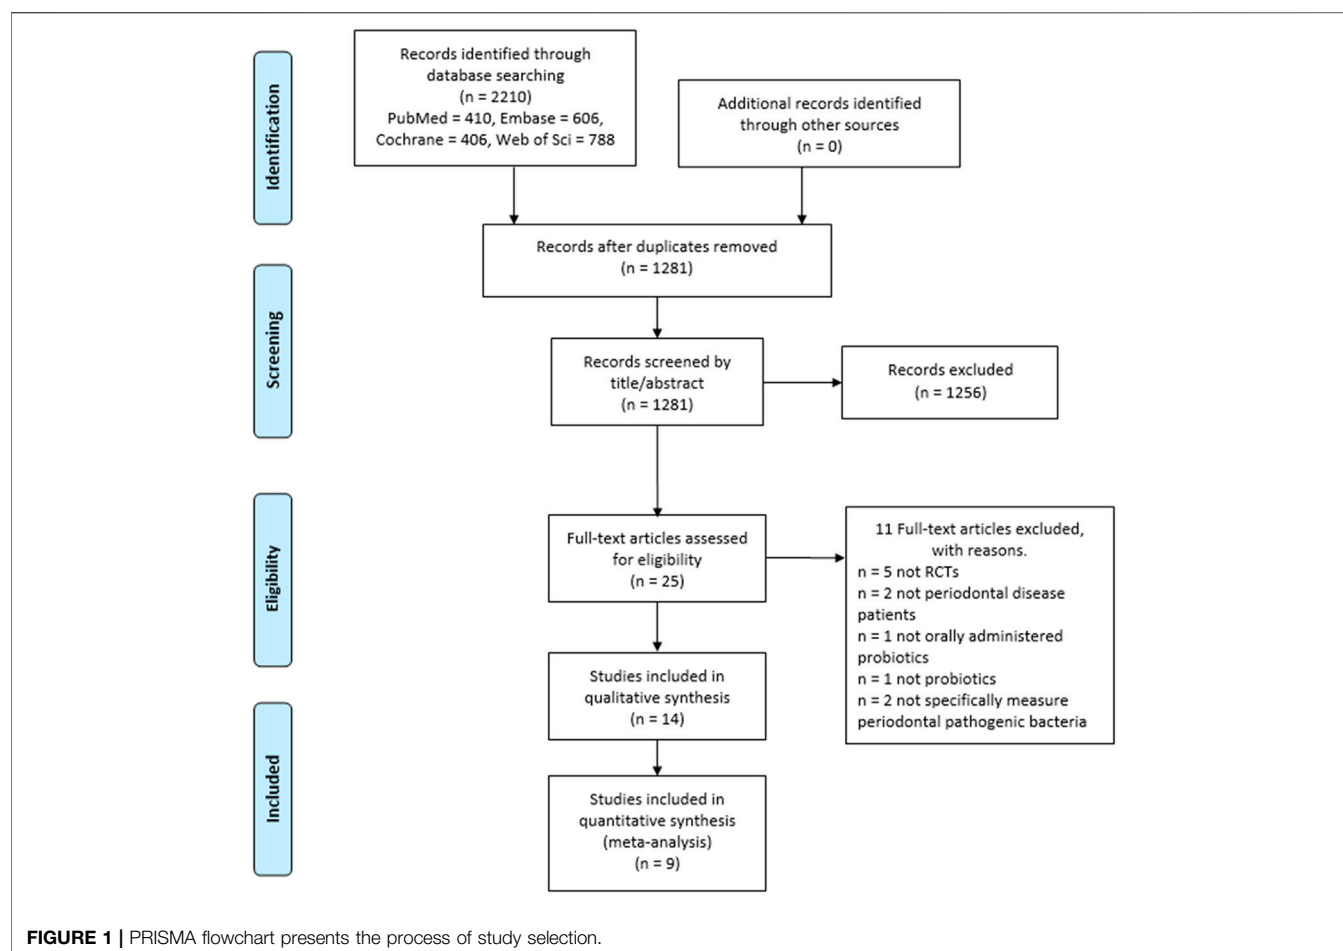 Identification
Records identified through
database searching
(n = 2210)
PubMed = 410, Embase = 606,
Cochrane = 406, Web of Sci = 788
Additional records identified
through other sources
(n = 0)
Records after duplicates removed
(n = 1281)
Screening
Records screened by
title/abstract
(n = 1281)
Records excluded
(n = 1256)
Eligibility
Full-text articles assessed
for eligibility
(n = 25)
11 Full-text articles excluded,
with reasons.
n = 5 not RCTs
n = 2 not periodontal disease
patients
n = 1 not orally administered
probiotics
n = 1 not probiotics
n = 2 not specifically measure
periodontal pathogenic bacteria
Studies included in
qualitative synthesis
(n = 14)
Included
Studies included in
quantitative synthesis
(meta-analysis)
(n = 9)
FIGURE 1 | PRISMA flowchart presents the process of study selection.